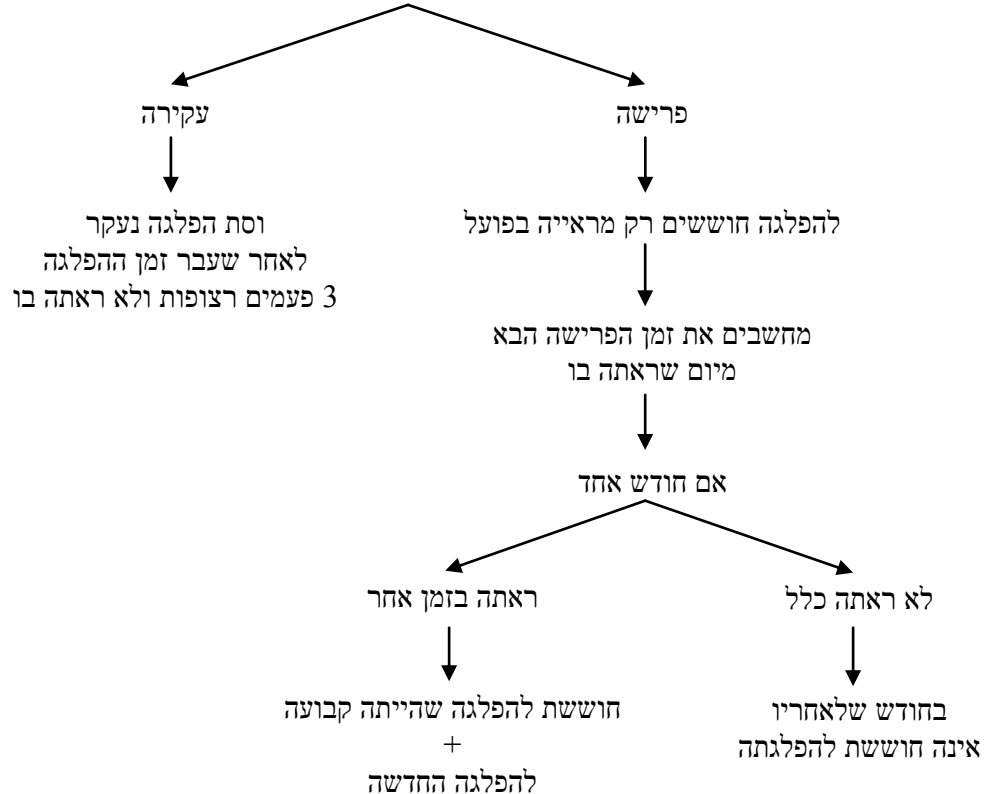 פרישה
עקירה
להפלגה חוששים רק מראייה בפועל
וסת הפלגה נעקר
לאחר שעבר זמן ההפלגה
3 פעמים רצופות ולא ראתה בו
מחשבים את זמן הפרישה הבא
מיום שראתה בו
אם חודש אחד
לא ראתה כלל
ראתה בזמן אחר
בחודש שלאחריו
אינה חוששת להפלגתה
חוששת להפלגה שהייתה קבועה
+
להפלגה החדשה